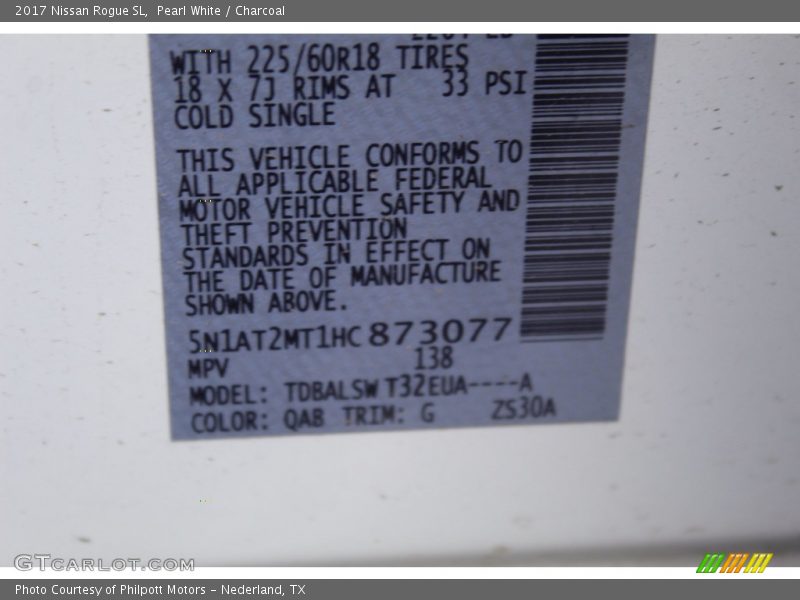 2017 Nissan Rogue SL, Pearl White / Charcoal
WITH 225/60R18 TIRES
18 X 7J RIMS AT 33 PSI
COLD SINGLE
THIS VEHICLE CONFORMS TO
ALL APPLICABLE FEDERAL
MOTOR VEHICLE SAFETY AND
THEFT PREVENTION
STANDARDS IN EFFECT ON
THE DATE OF MANUFACTURE
SHOWN ABOVE.
5N1AT2MT1HC873077
MPV 138
MODEL: TDBALSW T32EUA----A
COLOR: QAB TRIM: G ZS30A
GTCARLOT.COM
Photo Courtesy of Philpott Motors - Nederland, TX